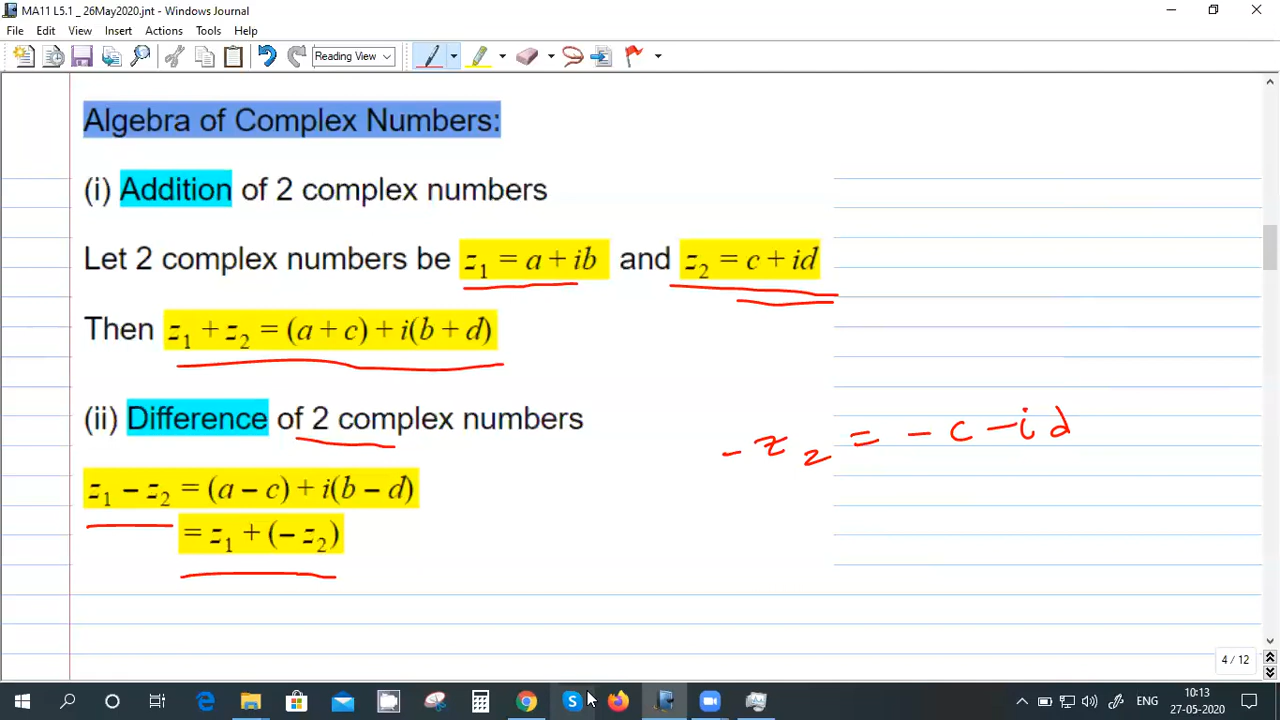 MA11 L5.1 _ 26May2020.jnt - Windows Journal
File Edit View Insert Actions Tools Help
Reading View
Algebra of Complex Numbers:
(i) Addition of 2 complex numbers
Let 2 complex numbers be z₁ = a + ib and z₂ = c + id
Then z₁ + z₂ = (a + c) + i(b + d)
(ii) Difference of 2 complex numbers
- z₂ = - c - i d
z₁ − z₂ = (a − c) + i(b − d)
= z₁ + (− z₂)
4 / 12
ENG
10:13
27-05-2020